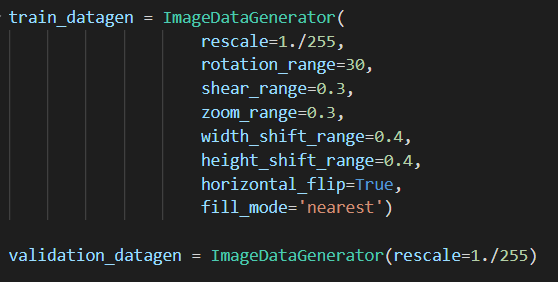 train_datagen = ImageDataGenerator(
rescale=1./255,
rotation_range=30,
shear_range=0.3,
zoom_range=0.3,
width_shift_range=0.4,
height_shift_range=0.4,
horizontal_flip=True,
fill_mode='nearest')
validation_datagen = ImageDataGenerator(rescale=1./255)